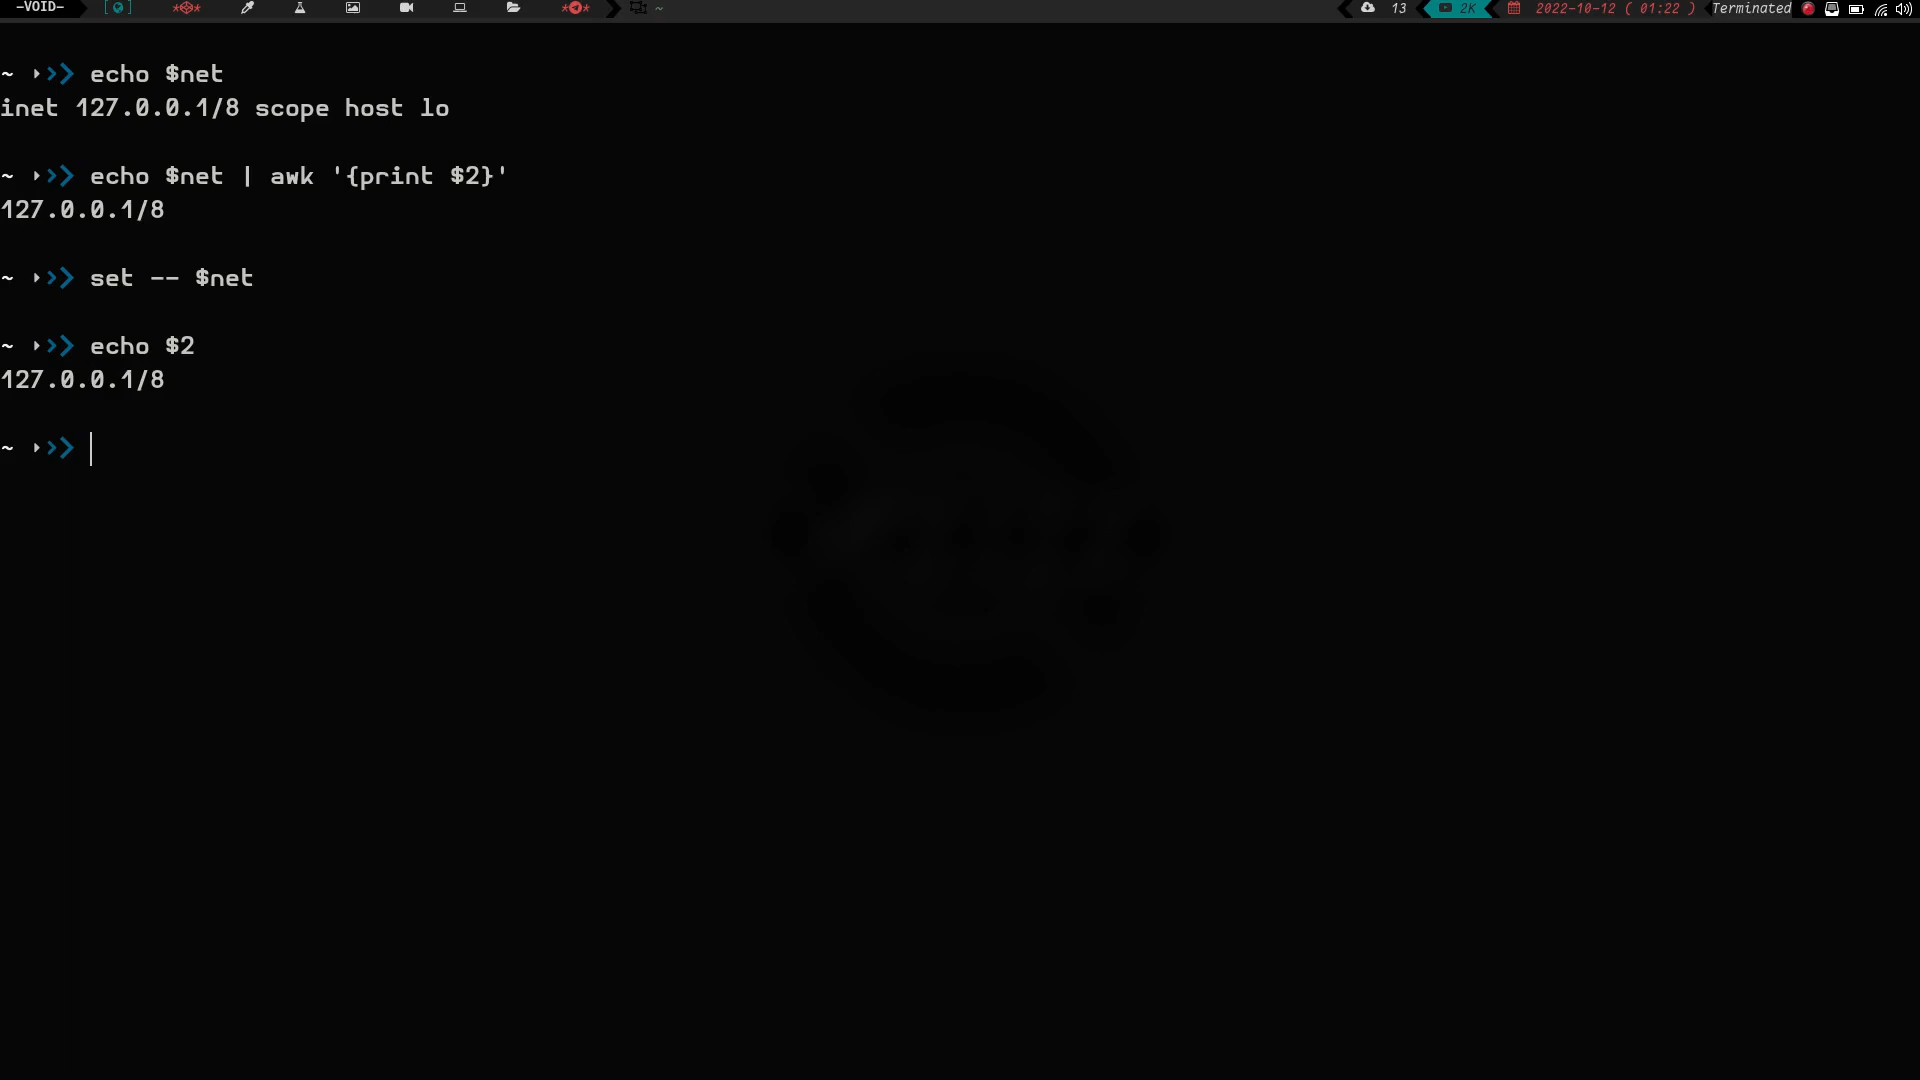 -VOID-
[ ]
* *
* *
~
13
2K
2022-10-12 ( 01:22 )
Terminated
~ echo $net
inet 127.0.0.1/8 scope host lo
~ echo $net | awk '{print $2}'
127.0.0.1/8
~ set -- $net
~ echo $2
127.0.0.1/8
~